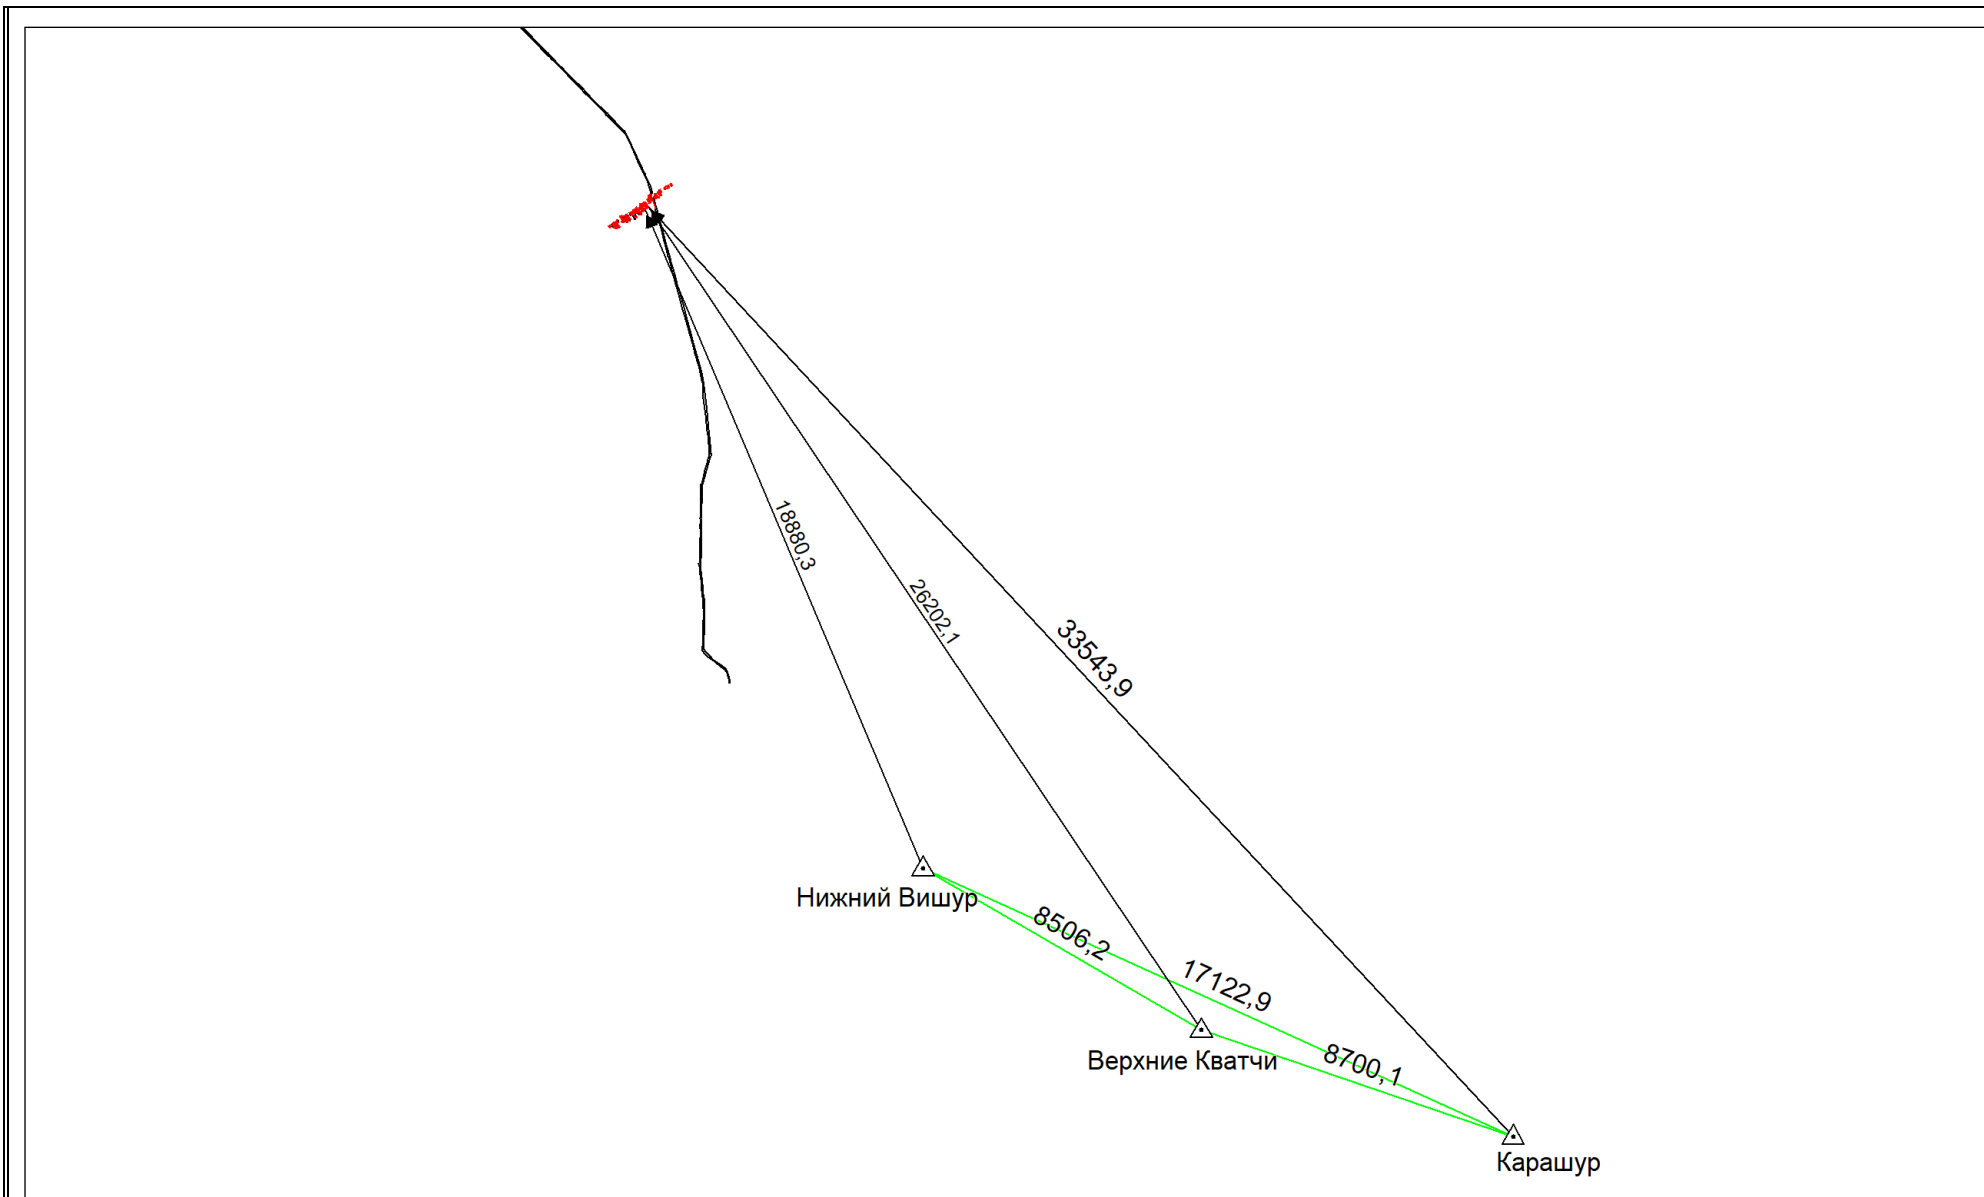 18880,3
26202,1
33543,9
Нижний Вишур
8506,2
17122,9
Верхние Кватчи
8700,1
Карашур